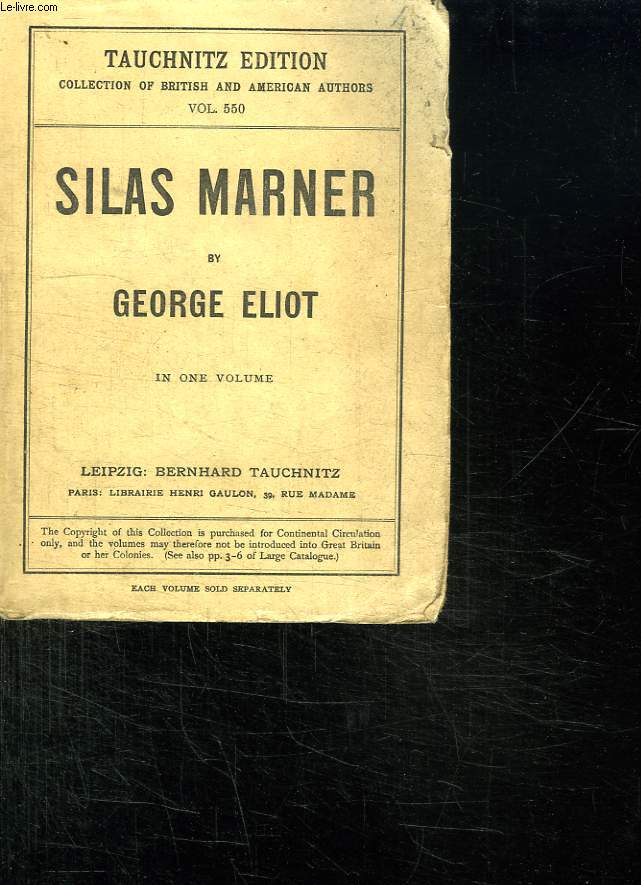 Le-livre.com
TAUCHNITZ EDITION
COLLECTION OF BRITISH AND AMERICAN AUTHORS
VOL. 550
SILAS MARNER
BY
GEORGE ELIOT
IN ONE VOLUME
LEIPZIG: BERNHARD TAUCHNITZ
PARIS: LIBRAIRIE HENRI GAULON, 39, RUE MADAME
The Copyright of this Collection is purchased for Continental Circulation
only, and the volumes may therefore not be introduced into Great Britain
or her Colonies. (See also pp. 3-6 of Large Catalogue.)
EACH VOLUME SOLD SEPARATELY